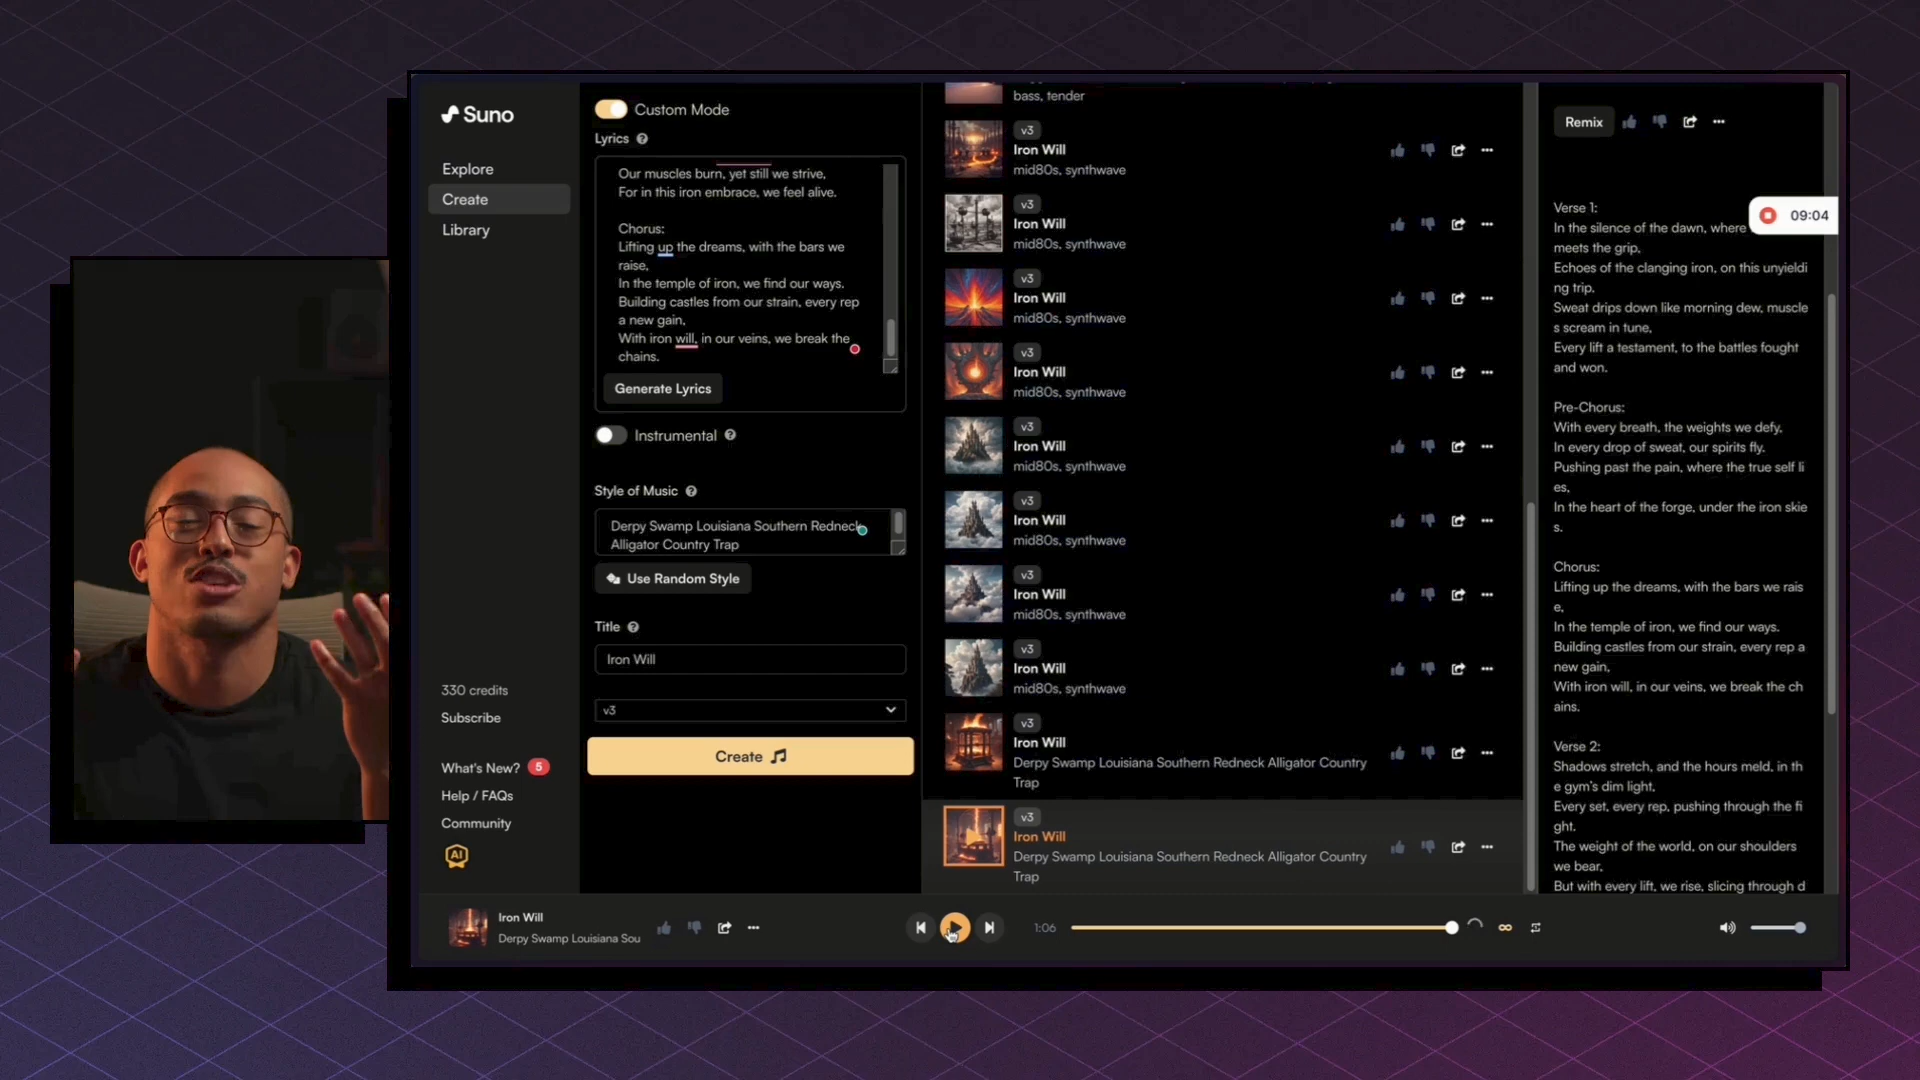 Suno
Explore
Create
Library
330 credits
Subscribe
What's New? 5
Help / FAQs
Community
AI
Custom Mode
Lyrics
Our muscles burn, yet still we strive,
For in this iron embrace, we feel alive.
Chorus:
Lifting up the dreams, with the bars we
raise,
In the temple of iron, we find our ways.
Building castles from our strain, every rep
a new gain,
With iron will, in our veins, we break the
chains.
Generate Lyrics
Instrumental
Style of Music
Derpy Swamp Louisiana Southern Redneck
Alligator Country Trap
Use Random Style
Title
Iron Will
v3
Create
bass, tender
v3
Iron Will
mid80s, synthwave
v3
Iron Will
mid80s, synthwave
v3
Iron Will
mid80s, synthwave
v3
Iron Will
mid80s, synthwave
v3
Iron Will
mid80s, synthwave
v3
Iron Will
mid80s, synthwave
v3
Iron Will
mid80s, synthwave
v3
Iron Will
mid80s, synthwave
v3
Iron Will
Derpy Swamp Louisiana Southern Redneck Alligator Country
Trap
v3
Iron Will
Derpy Swamp Louisiana Southern Redneck Alligator Country
Trap
Remix
09:04
Verse 1:
In the silence of the dawn, where
meets the grip,
Echoes of the clanging iron, on this unyieldi
ng trip.
Sweat drips down like morning dew, muscle
s scream in tune,
Every lift a testament, to the battles fought
and won.
Pre-Chorus:
With every breath, the weights we defy,
In every drop of sweat, our spirits fly.
Pushing past the pain, where the true self li
es,
In the heart of the forge, under the iron skie
s.
Chorus:
Lifting up the dreams, with the bars we rais
e,
In the temple of iron, we find our ways.
Building castles from our strain, every rep a
new gain,
With iron will, in our veins, we break the ch
ains.
Verse 2:
Shadows stretch, and the hours meld, in th
e gym's dim light,
Every set, every rep, pushing through the fi
ght.
The weight of the world, on our shoulders
we bear,
But with every lift, we rise, slicing through d
Iron Will
Derpy Swamp Louisiana Sou
1:06